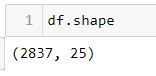 1 df.shape
(2837, 25)